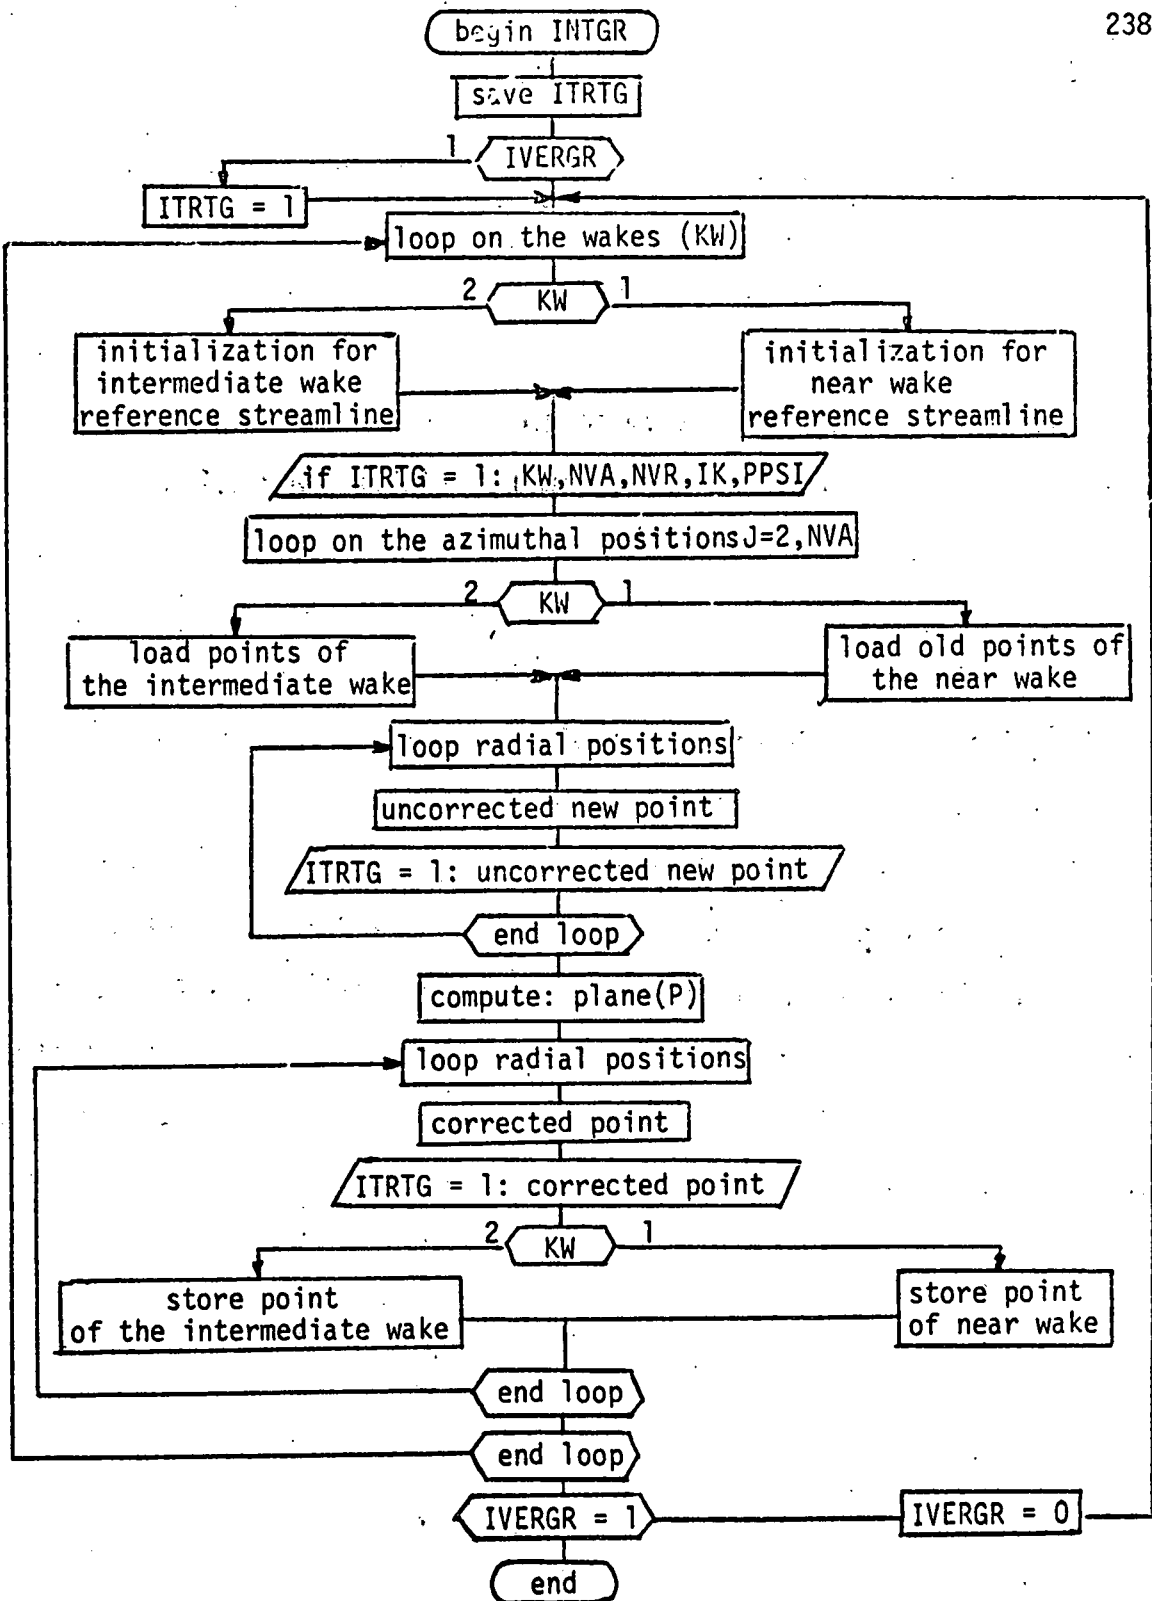 238
begin INTGR
save ITRTG
1
IVERGR
ITRTG = 1
loop on the wakes (KW)
2 KW 1
initialization for
intermediate wake
reference streamline
initialization for
near wake
reference streamline
if ITRTG = 1: KW,NVA,NVR,IK,PPSI
loop on the azimuthal positionsJ=2,NVA
2 KW 1
load points of
the intermediate wake
load old points of
the near wake
loop radial positions
uncorrected new point
ITRTG = 1: uncorrected new point
end loop
compute: plane(P)
loop radial positions
corrected point
ITRTG = 1: corrected point
2 KW 1
store point
of the intermediate wake
store point
of near wake
end loop
end loop
IVERGR = 1
IVERGR = 0
end